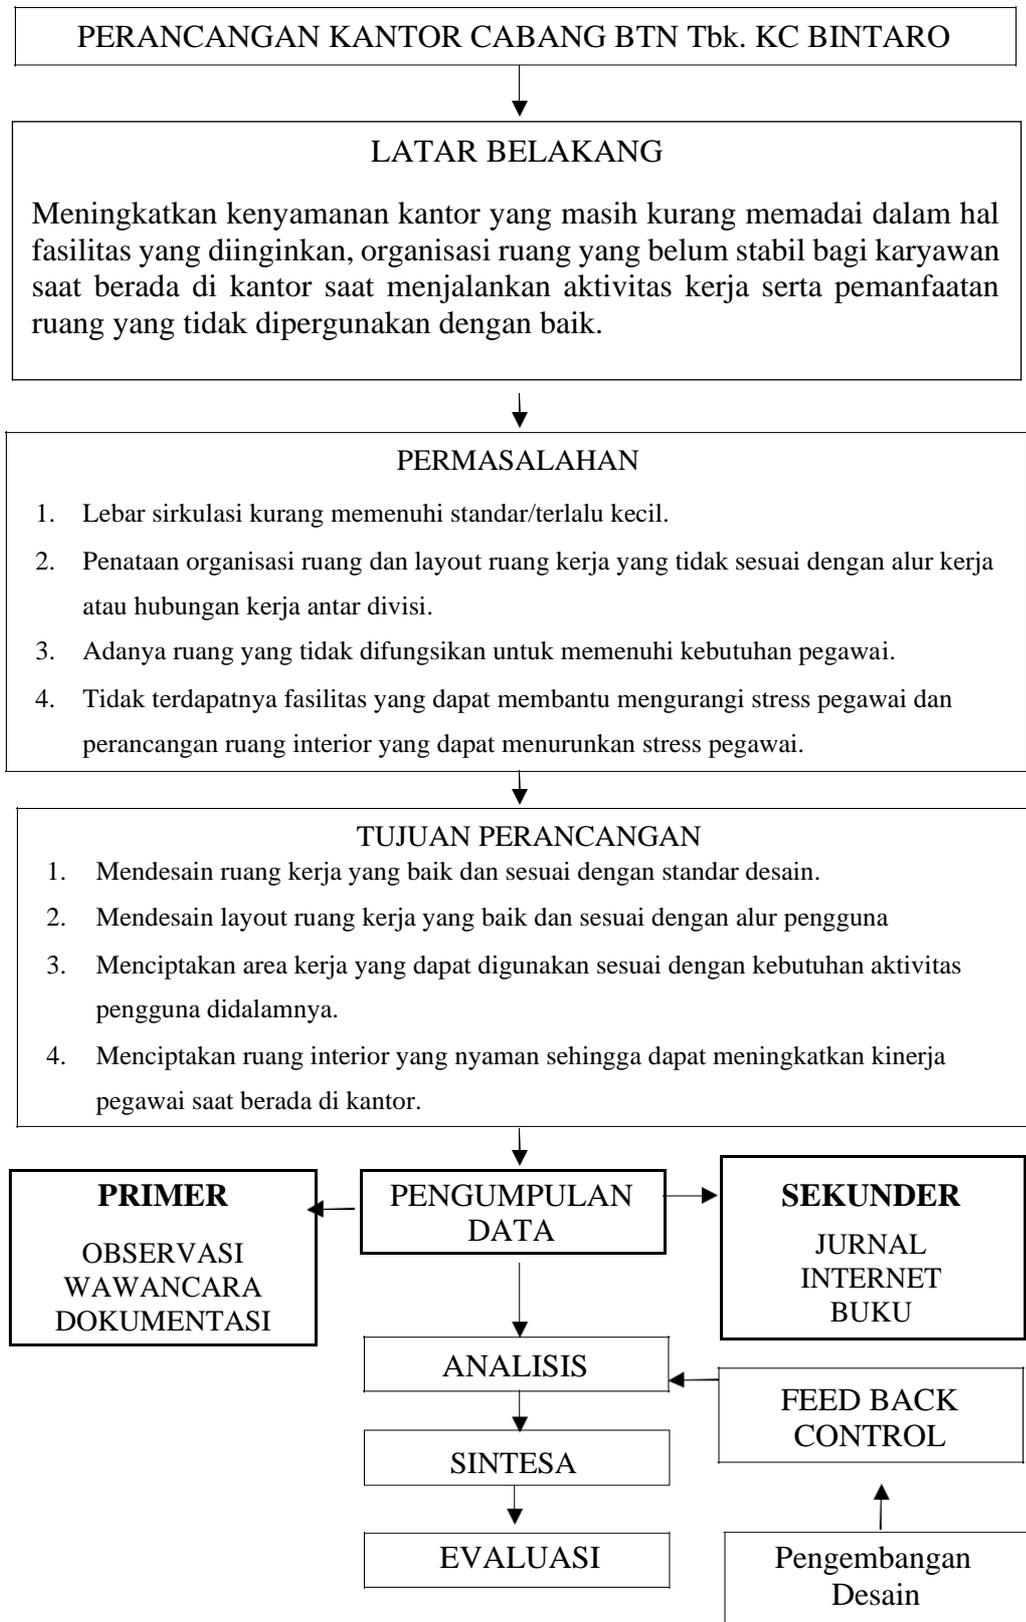 PERANCANGAN KANTOR CABANG BTN Tbk. KC BINTARO
LATAR BELAKANG
Meningkatkan kenyamanan kantor yang masih kurang memadai dalam hal
fasilitas yang diinginkan, organisasi ruang yang belum stabil bagi karyawan
saat berada di kantor saat menjalankan aktivitas kerja serta pemanfaatan
ruang yang tidak dipergunakan dengan baik.
PERMASALAHAN
1. Lebar sirkulasi kurang memenuhi standar/terlalu kecil.
2. Penataan organisasi ruang dan layout ruang kerja yang tidak sesuai dengan alur kerja
atau hubungan kerja antar divisi.
3. Adanya ruang yang tidak difungsikan untuk memenuhi kebutuhan pegawai.
4. Tidak terdapatnya fasilitas yang dapat membantu mengurangi stress pegawai dan
perancangan ruang interior yang dapat menurunkan stress pegawai.
TUJUAN PERANCANGAN
1. Mendesain ruang kerja yang baik dan sesuai dengan standar desain.
2. Mendesain layout ruang kerja yang baik dan sesuai dengan alur pengguna
3. Menciptakan area kerja yang dapat digunakan sesuai dengan kebutuhan aktivitas
pengguna didalamnya.
4. Menciptakan ruang interior yang nyaman sehingga dapat meningkatkan kinerja
pegawai saat berada di kantor.
PRIMER
OBSERVASI
WAWANCARA
DOKUMENTASI
PENGUMPULAN
DATA
SEKUNDER
JURNAL
INTERNET
BUKU
ANALISIS
FEED BACK
CONTROL
SINTESA
EVALUASI
Pengembangan
Desain